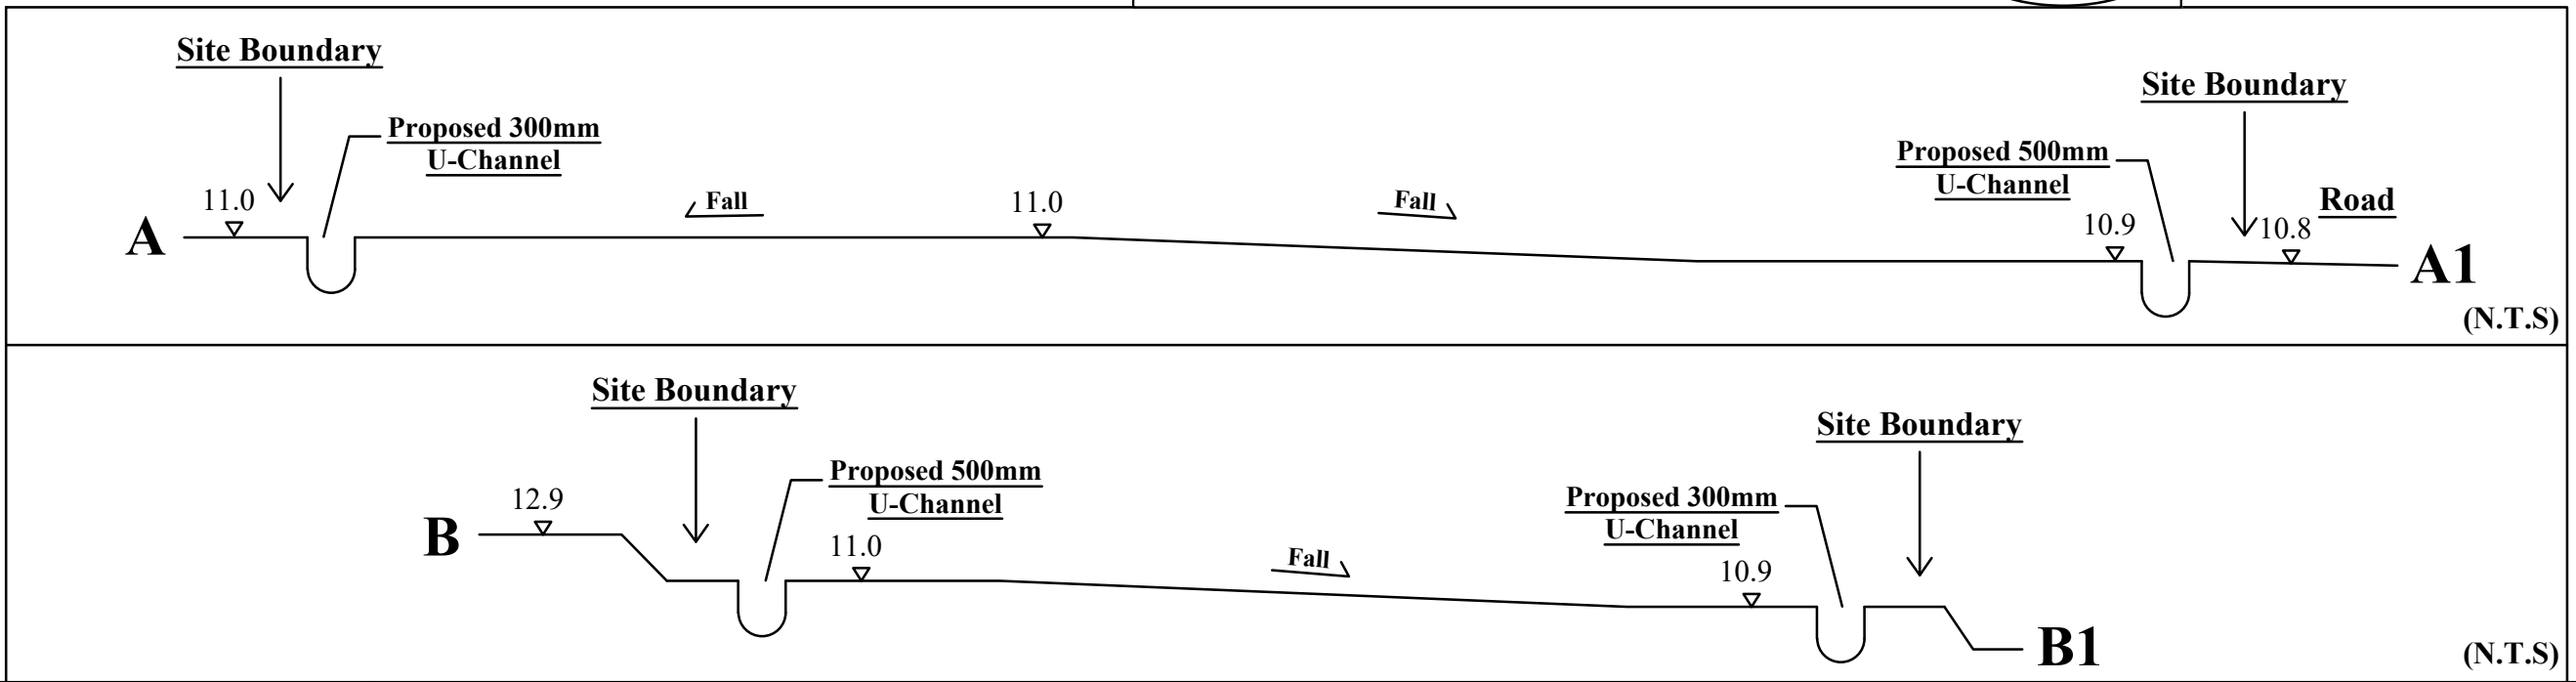 Site Boundary
Site Boundary
Proposed 300mm
U-Channel
Proposed 500mm
U-Channel
11.0
Fall
11.0
Fall
10.9
10.8
Road
A
A1
(N.T.S)
Site Boundary
Site Boundary
Proposed 500mm
U-Channel
Proposed 300mm
U-Channel
12.9
11.0
Fall
10.9
B
B1
(N.T.S)